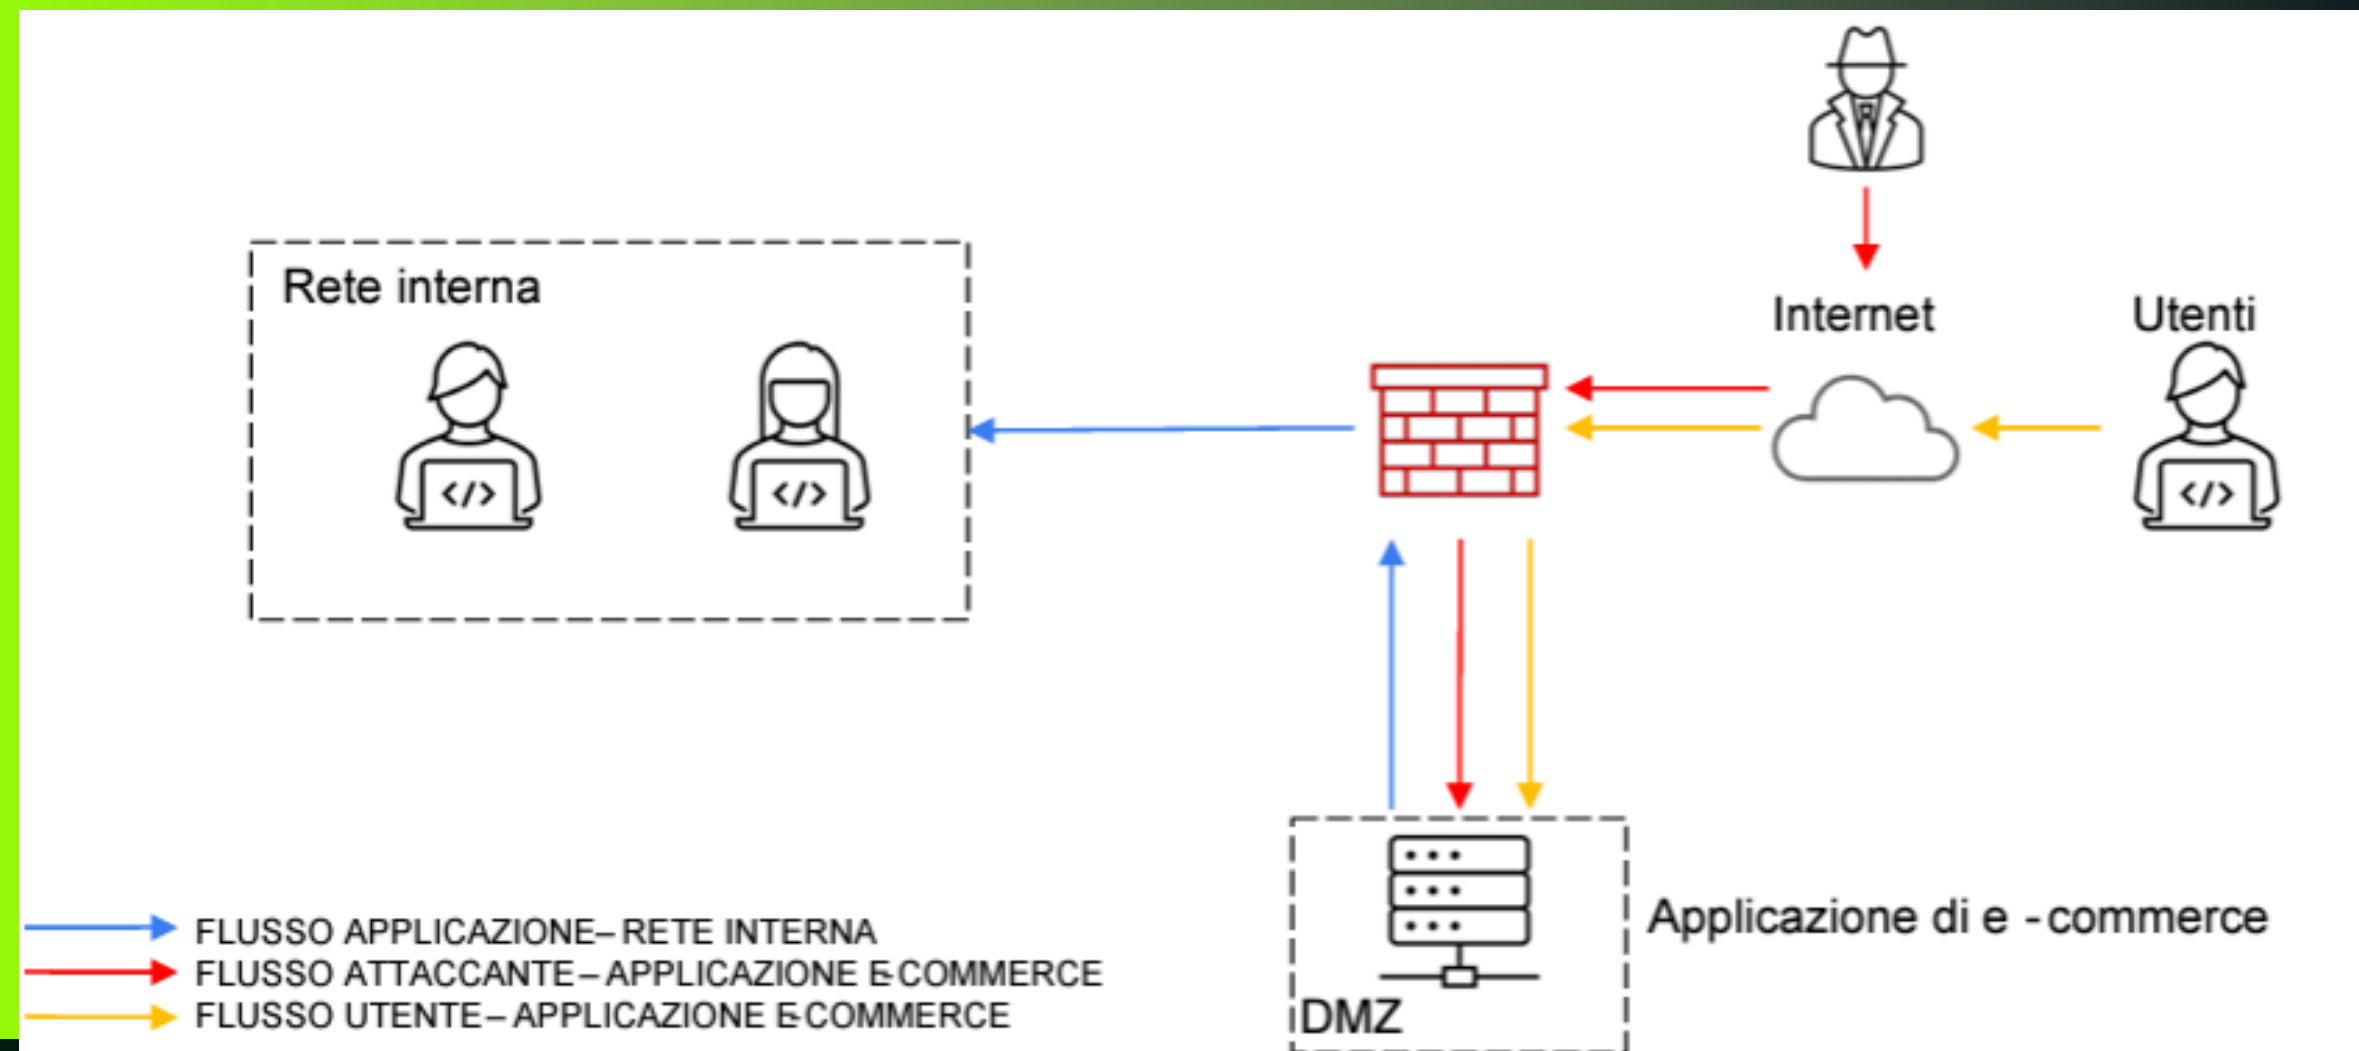 Rete interna
Internet
Utenti
</>
</>
</>
Applicazione di e -commerce
DMZ
FLUSSO APPLICAZIONE– RETE INTERNA
FLUSSO ATTACCANTE– APPLICAZIONE E-COMMERCE
FLUSSO UTENTE– APPLICAZIONE E-COMMERCE